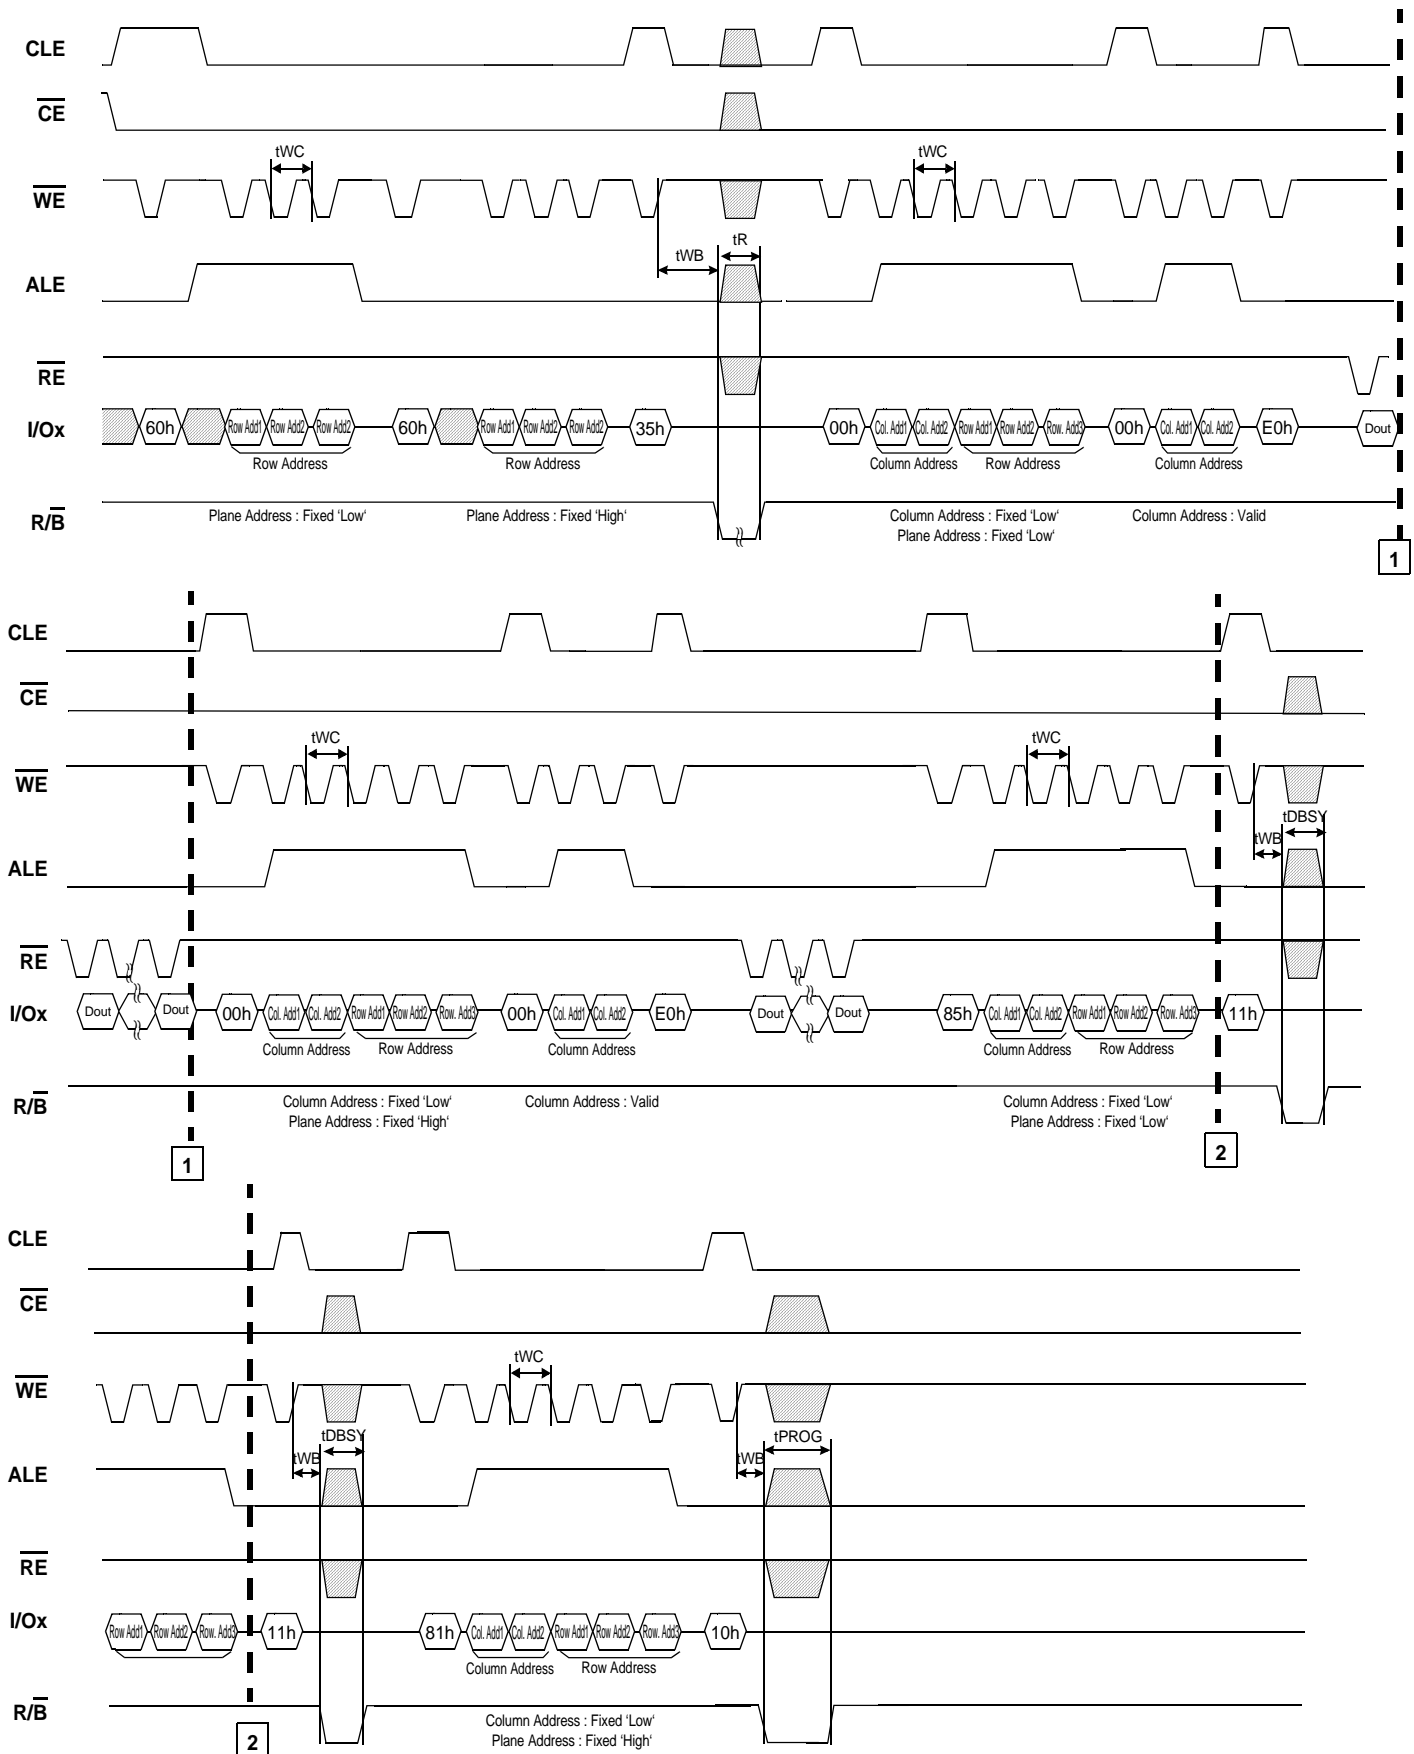 CLE
CE
tWC
tWC
WE
tWB
tR
ALE
RE
I/Ox
60h
Row Add1
Row Add2
Row Add2
60h
Row Add1
Row Add2
Row Add2
35h
00h
Col. Add1
Col. Add2
Row Add1
Row Add2
Row. Add3
00h
Col. Add1
Col. Add2
E0h
Dout
Row Address
Row Address
Column Address
Row Address
Column Address
R/B
Plane Address : Fixed ‘Low‘
Plane Address : Fixed ‘High‘
Column Address : Fixed ‘Low‘
Plane Address : Fixed ‘Low‘
Column Address : Valid
1
CLE
CE
tWC
tWC
WE
tWB
tDBSY
ALE
RE
I/Ox
Dout
Dout
00h
Col. Add1
Col. Add2
Row Add1
Row Add2
Row. Add3
00h
Col. Add1
Col. Add2
E0h
Dout
Dout
85h
Col. Add1
Col. Add2
Row Add1
Row Add2
Row. Add3
11h
Column Address
Row Address
Column Address
Column Address
Row Address
R/B
Column Address : Fixed ‘Low‘
Plane Address : Fixed ‘High‘
Column Address : Valid
Column Address : Fixed ‘Low‘
Plane Address : Fixed ‘Low‘
1
2
CLE
CE
tWC
WE
tWB
tDBSY
tWB
tPROG
ALE
RE
I/Ox
Row Add1
Row Add2
Row. Add3
11h
81h
Col. Add1
Col. Add2
Row Add1
Row Add2
Row. Add3
10h
Column Address
Row Address
R/B
Column Address : Fixed ‘Low‘
Plane Address : Fixed ‘High‘
2